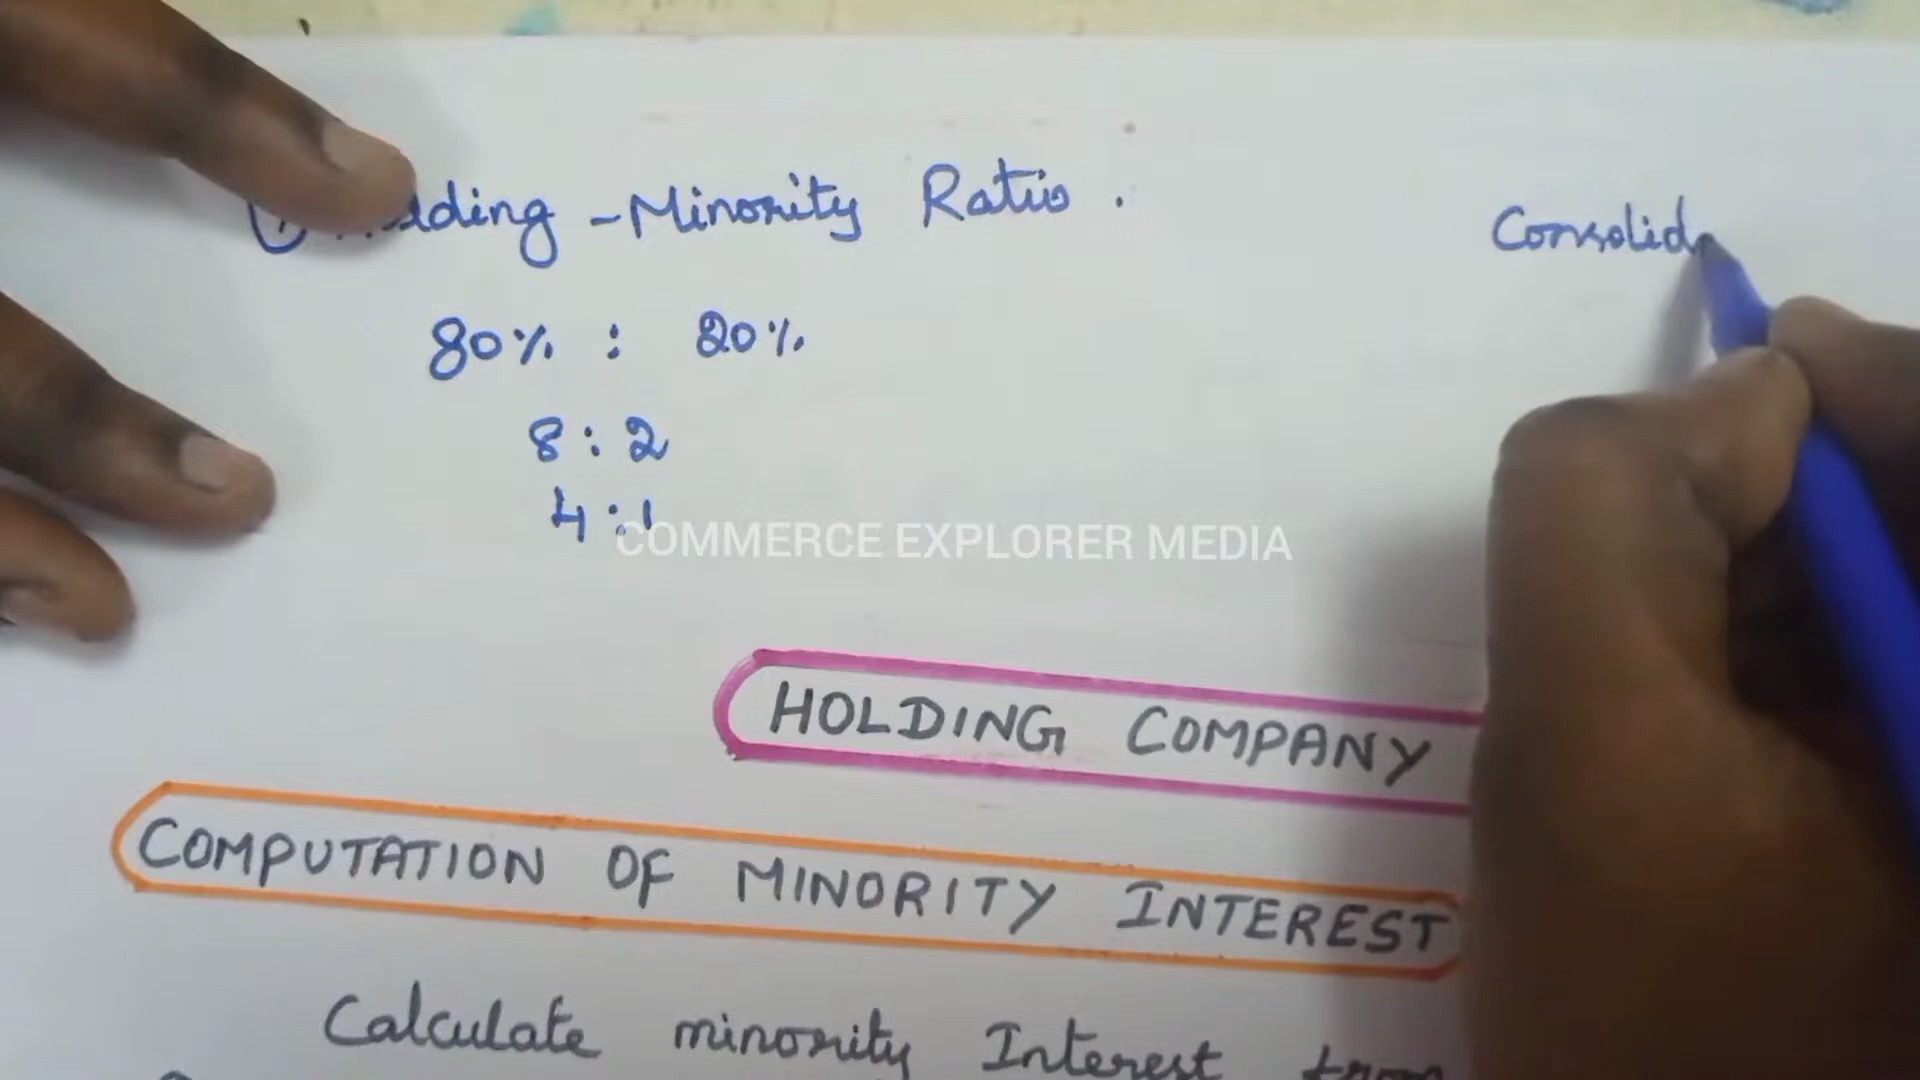 Holding - Minority Ratio .
Consolid
80% : 20%
8 : 2
4 : 1
COMMERCE EXPLORER MEDIA
HOLDING COMPANY
COMPUTATION OF MINORITY INTEREST
Calculate minority Interest from